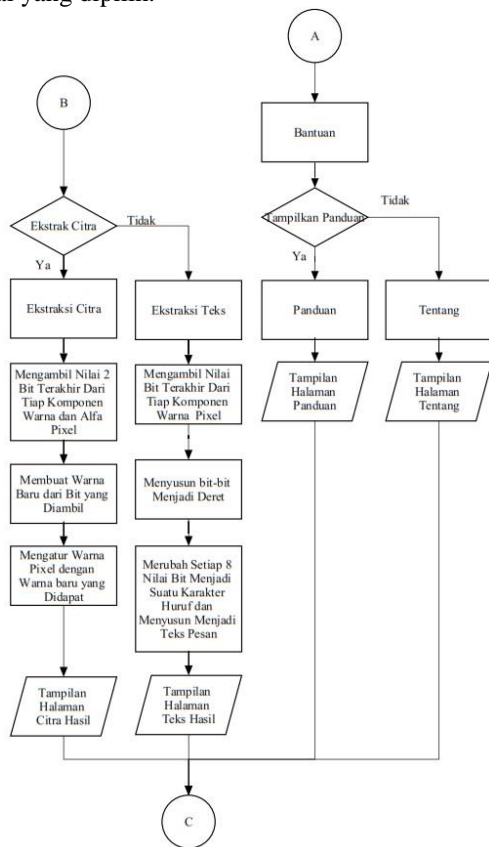 al yang dipilih.
A
B
Bantuan
Tampilkan Panduan
Tidak
Ya
Ekstrak Citra
Tidak
Ya
Ekstraksi Citra
Ekstraksi Teks
Panduan
Tentang
Mengambil Nilai 2
Bit Terakhir Dari
Tiap Komponen
Warna dan Alfa
Pixel
Mengambil Nilai
Bit Terakhir Dari
Tiap Komponen
Warna Pixel
Tampilan
Halaman
Panduan
Tampilan
Halaman
Tentang
Membuat Warna
Baru dari Bit yang
Diambil
Menyusun bit-bit
Menjadi Deret
Mengatur Warna
Pixel dengan
Warna baru yang
Didapat
Merubah Setiap 8
Nilai Bit Menjadi
Suatu Karakter
Huruf dan
Menyusun Menjadi
Teks Pesan
Tampilan
Halaman
Citra Hasil
Tampilan
Halaman
Teks Hasil
C